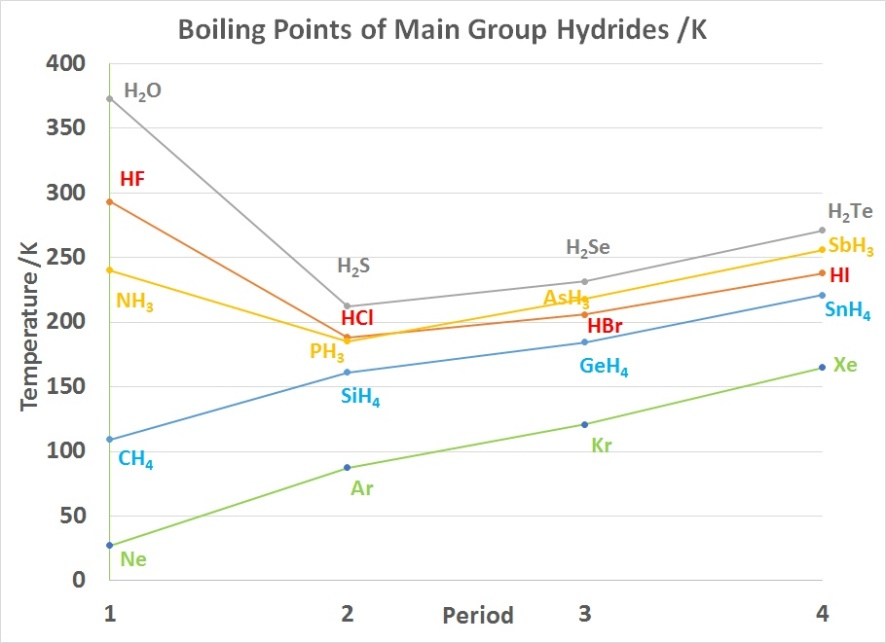 Boiling Points of Main Group Hydrides /K
400
350
300
250
200
150
100
50
0
Temperature /K
H₂O
HF
NH₃
CH₄
Ne
H₂S
HCl
PH₃
SiH₄
Ar
H₂Se
AsH₃
HBr
GeH₄
Kr
H₂Te
SbH₃
HI
SnH₄
Xe
1
2
Period
3
4